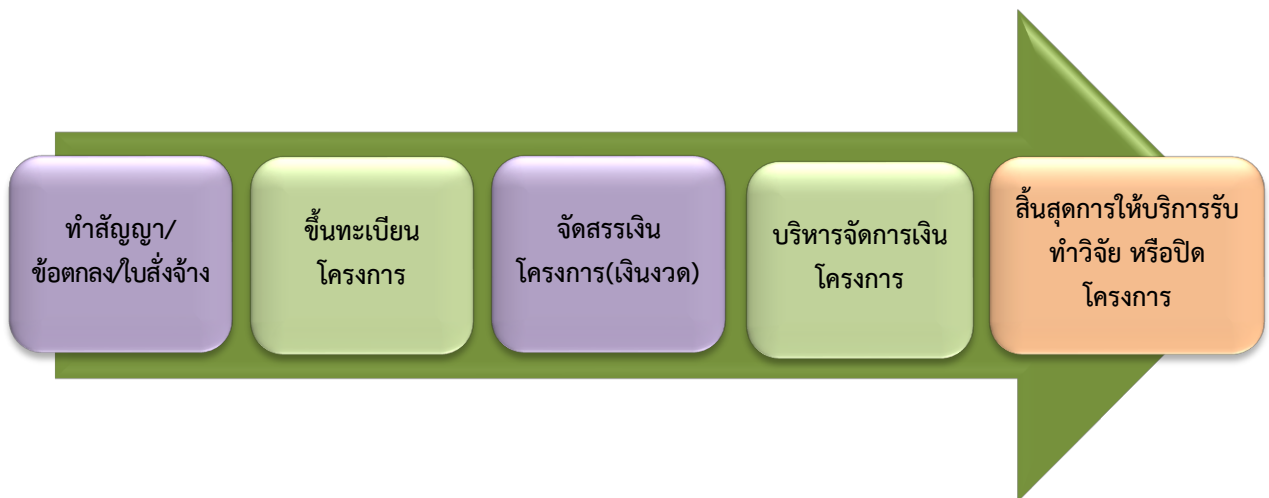 ทำสัญญา/
ข้อตกลง/ใบสั่งจ้าง
ขึ้นทะเบียน
โครงการ
จัดสรรเงิน
โครงการ(เงินงวด)
บริหารจัดการเงิน
โครงการ
สิ้นสุดการให้บริการรับ
ทำวิจัย หรือปิด
โครงการ